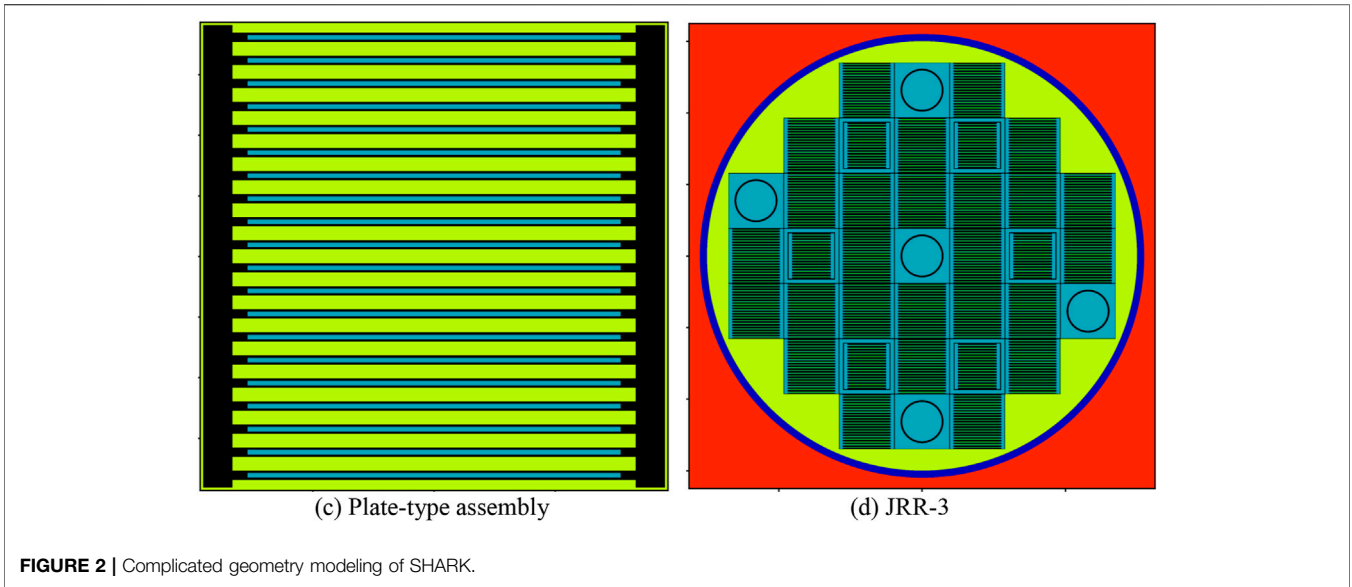 (c) Plate-type assembly
(d) JRR-3
FIGURE 2 | Complicated geometry modeling of SHARK.